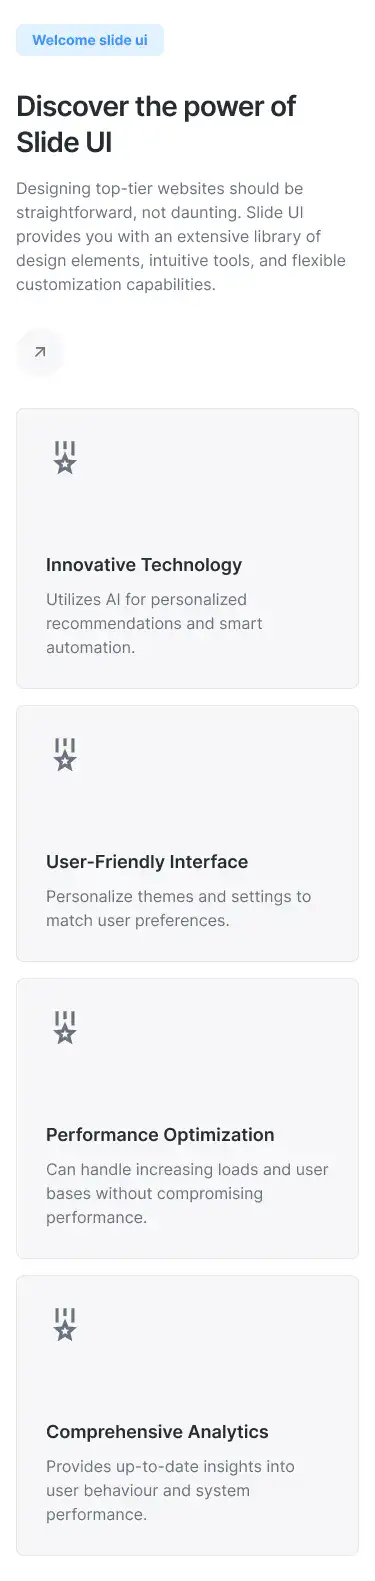 Welcome slide ui
Discover the power of
Slide UI
Designing top-tier websites should be
straightforward, not daunting. Slide UI
provides you with an extensive library of
design elements, intuitive tools, and flexible
customization capabilities.
Innovative Technology
Utilizes AI for personalized
recommendations and smart
automation.
User-Friendly Interface
Personalize themes and settings to
match user preferences.
Performance Optimization
Can handle increasing loads and user
bases without compromising
performance.
Comprehensive Analytics
Provides up-to-date insights into
user behaviour and system
performance.